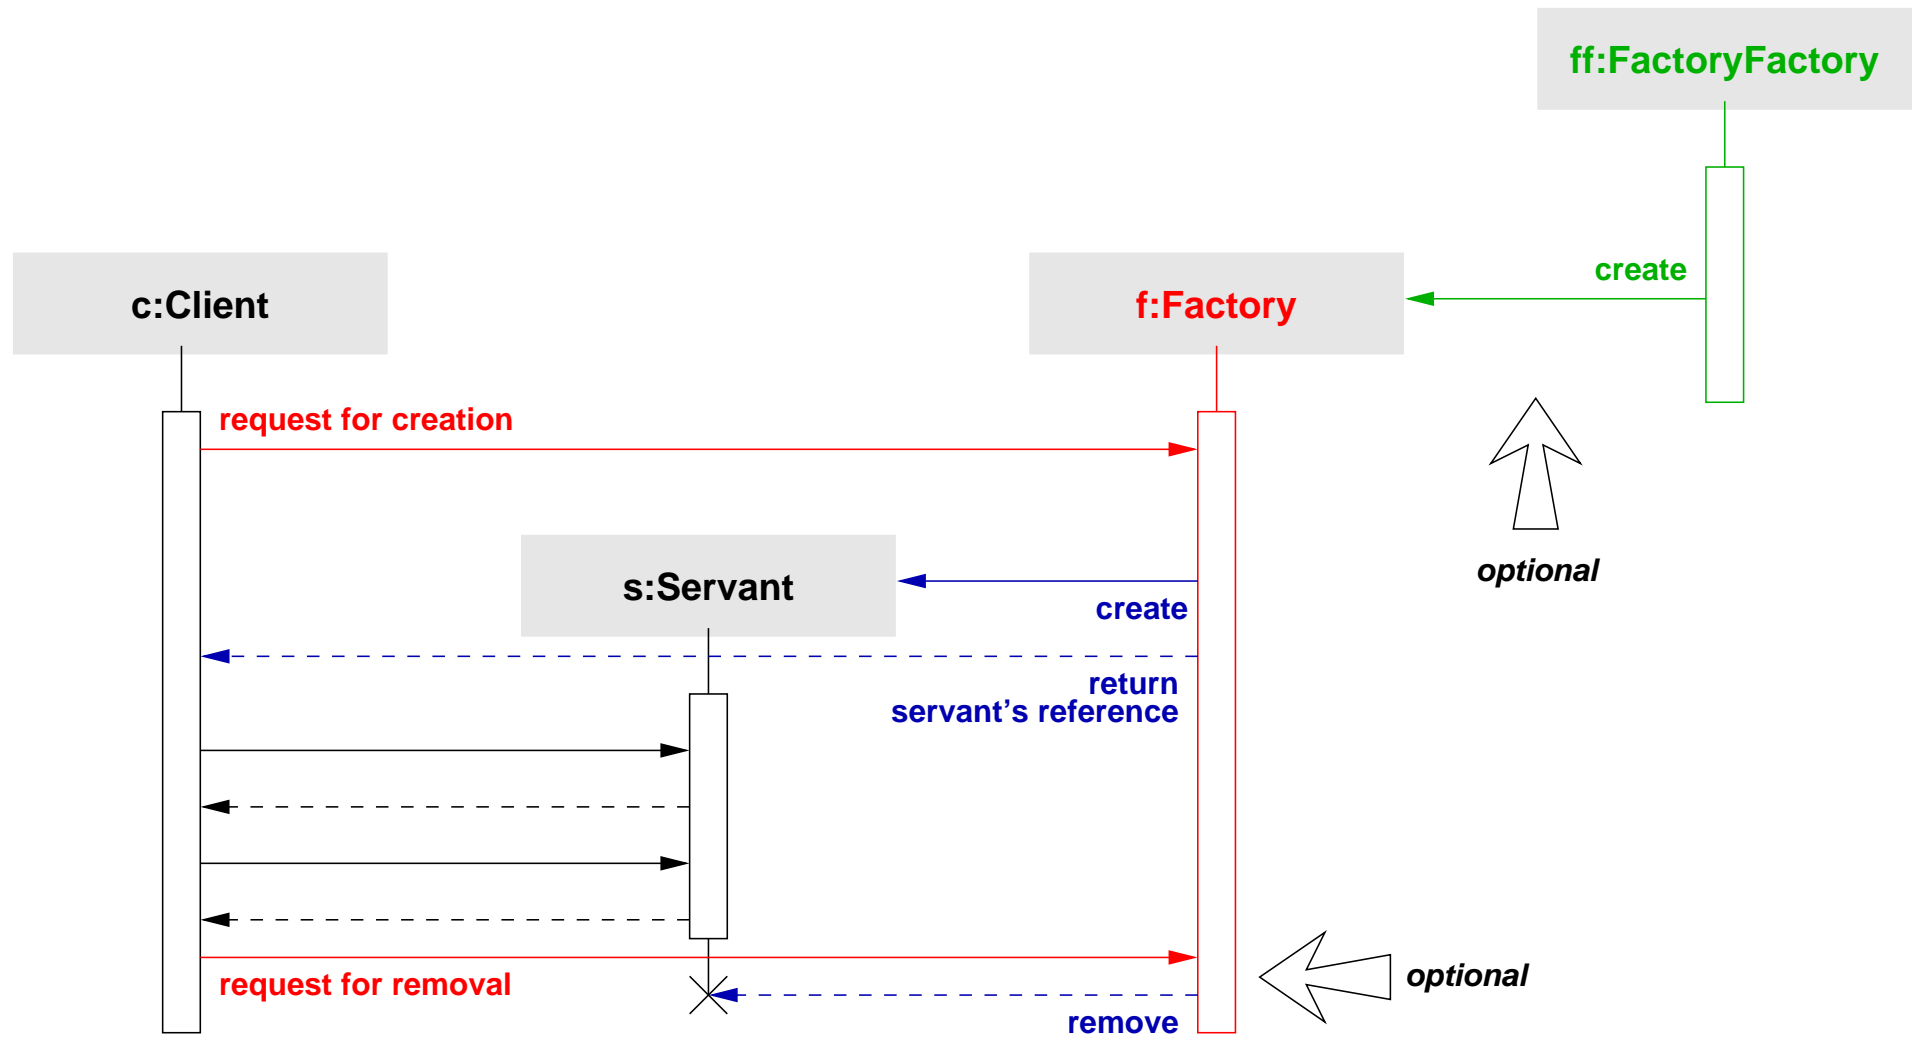 ff:FactoryFactory
create
c:Client
f:Factory
request for creation
optional
s:Servant
create
return
servant’s reference
request for removal
optional
remove